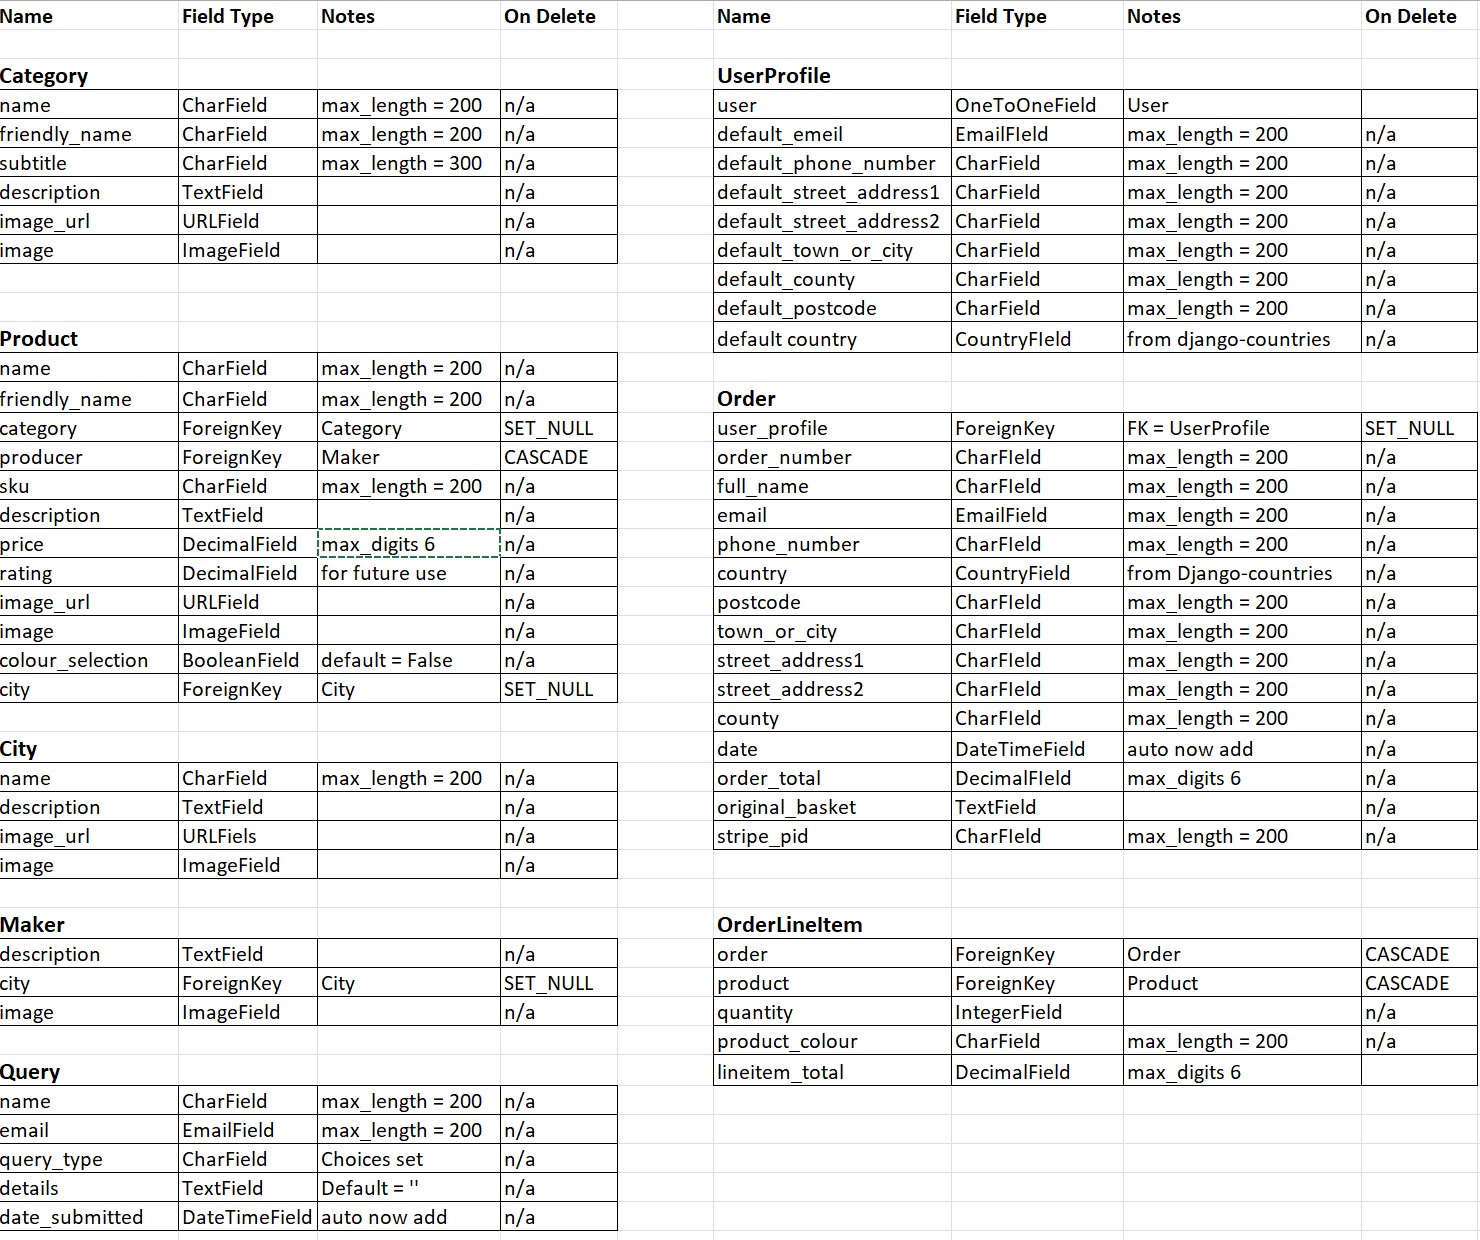 Name Field Type Notes On Delete
Category
name CharField max_length = 200 n/a
friendly_name CharField max_length = 200 n/a
subtitle CharField max_length = 300 n/a
description TextField n/a
image_url URLField n/a
image ImageField n/a
Product
name CharField max_length = 200 n/a
friendly_name CharField max_length = 200 n/a
category ForeignKey Category SET_NULL
producer ForeignKey Maker CASCADE
sku CharField max_length = 200 n/a
description TextField n/a
price DecimalField max_digits 6 n/a
rating DecimalField for future use n/a
image_url URLField n/a
image ImageField n/a
colour_selection BooleanField default = False n/a
city ForeignKey City SET_NULL
City
name CharField max_length = 200 n/a
description TextField n/a
image_url URLFiels n/a
image ImageField n/a
Maker
description TextField n/a
city ForeignKey City SET_NULL
image ImageField n/a
Query
name CharField max_length = 200 n/a
email EmailField max_length = 200 n/a
query_type CharField Choices set n/a
details TextField Default = '' n/a
date_submitted DateTimeField auto now add n/a
Name Field Type Notes On Delete
UserProfile
user OneToOneField User
default_emeil EmailFIeld max_length = 200 n/a
default_phone_number CharField max_length = 200 n/a
default_street_address1 CharField max_length = 200 n/a
default_street_address2 CharField max_length = 200 n/a
default_town_or_city CharField max_length = 200 n/a
default_county CharField max_length = 200 n/a
default_postcode CharField max_length = 200 n/a
default country CountryFIeld from django-countries n/a
Order
user_profile ForeignKey FK = UserProfile SET_NULL
order_number CharFIeld max_length = 200 n/a
full_name CharFIeld max_length = 200 n/a
email EmailField max_length = 200 n/a
phone_number CharFIeld max_length = 200 n/a
country CountryField from Django-countries n/a
postcode CharFIeld max_length = 200 n/a
town_or_city CharFIeld max_length = 200 n/a
street_address1 CharFIeld max_length = 200 n/a
street_address2 CharFIeld max_length = 200 n/a
county CharFIeld max_length = 200 n/a
date DateTimeField auto now add n/a
order_total DecimalFIeld max_digits 6 n/a
original_basket TextField n/a
stripe_pid CharFIeld max_length = 200 n/a
OrderLineItem
order ForeignKey Order CASCADE
product ForeignKey Product CASCADE
quantity IntegerField n/a
product_colour CharField max_length = 200 n/a
lineitem_total DecimalField max_digits 6